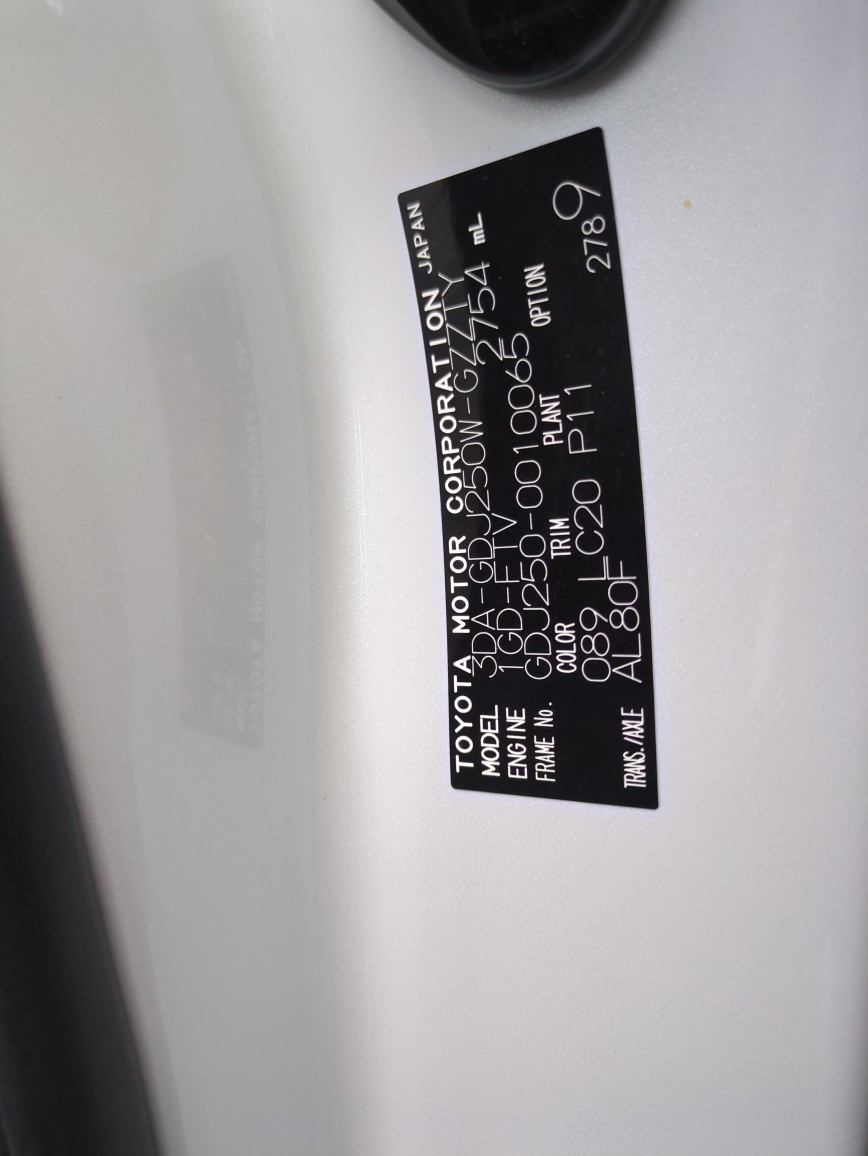 TOYOTA MOTOR CORPORATION JAPAN
MODEL 3DA-GDJ250W-GZZTY
ENGINE 1GD-FTV 2754 mL
FRAME No. GDJ250-0010065
COLOR TRIM PLANT OPTION
089 LC20 P11 2789
TRANS./AXLE AL80F